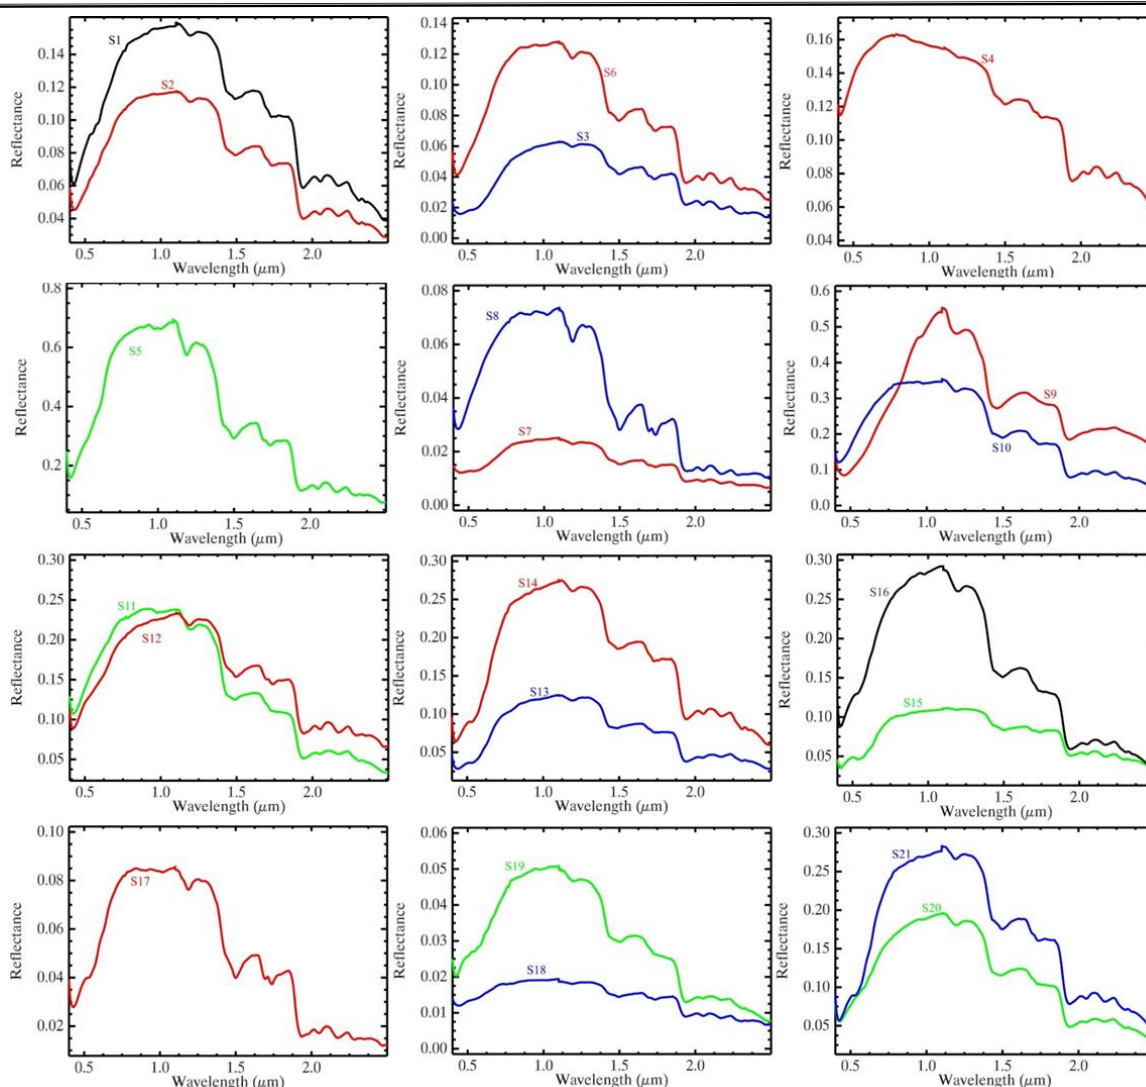 Reflectance
0.14
0.12
0.10
0.08
0.06
0.04
S1
S2
0.5 1.0 1.5 2.0
Wavelength (μm)
Reflectance
0.14
0.12
0.10
0.08
0.06
0.04
0.02
0.00
S6
S3
0.5 1.0 1.5 2.0
Wavelength (μm)
Reflectance
0.16
0.14
0.12
0.10
0.08
0.06
0.04
S4
0.5 1.0 1.5 2.0
Wavelength (μm)
Reflectance
0.8
0.6
0.4
0.2
S5
0.5 1.0 1.5 2.0
Wavelength (μm)
Reflectance
0.08
0.06
0.04
0.02
0.00
S8
S7
0.5 1.0 1.5 2.0
Wavelength (μm)
Reflectance
0.6
0.5
0.4
0.3
0.2
0.1
0.0
S9
S10
0.5 1.0 1.5 2.0
Wavelength (μm)
Reflectance
0.30
0.25
0.20
0.15
0.10
0.05
S11
S12
0.5 1.0 1.5 2.0
Wavelength (μm)
Reflectance
0.30
0.25
0.20
0.15
0.10
0.05
S14
S13
0.5 1.0 1.5 2.0
Wavelength (μm)
Reflectance
0.30
0.25
0.20
0.15
0.10
0.05
S16
S15
0.5 1.0 1.5 2.0
Wavelength (μm)
Reflectance
0.10
0.08
0.06
0.04
0.02
S17
0.5 1.0 1.5 2.0
Wavelength (μm)
Reflectance
0.06
0.05
0.04
0.03
0.02
0.01
0.00
S19
S18
0.5 1.0 1.5 2.0
Wavelength (μm)
Reflectance
0.30
0.25
0.20
0.15
0.10
0.05
S21
S20
0.5 1.0 1.5 2.0
Wavelength (μm)